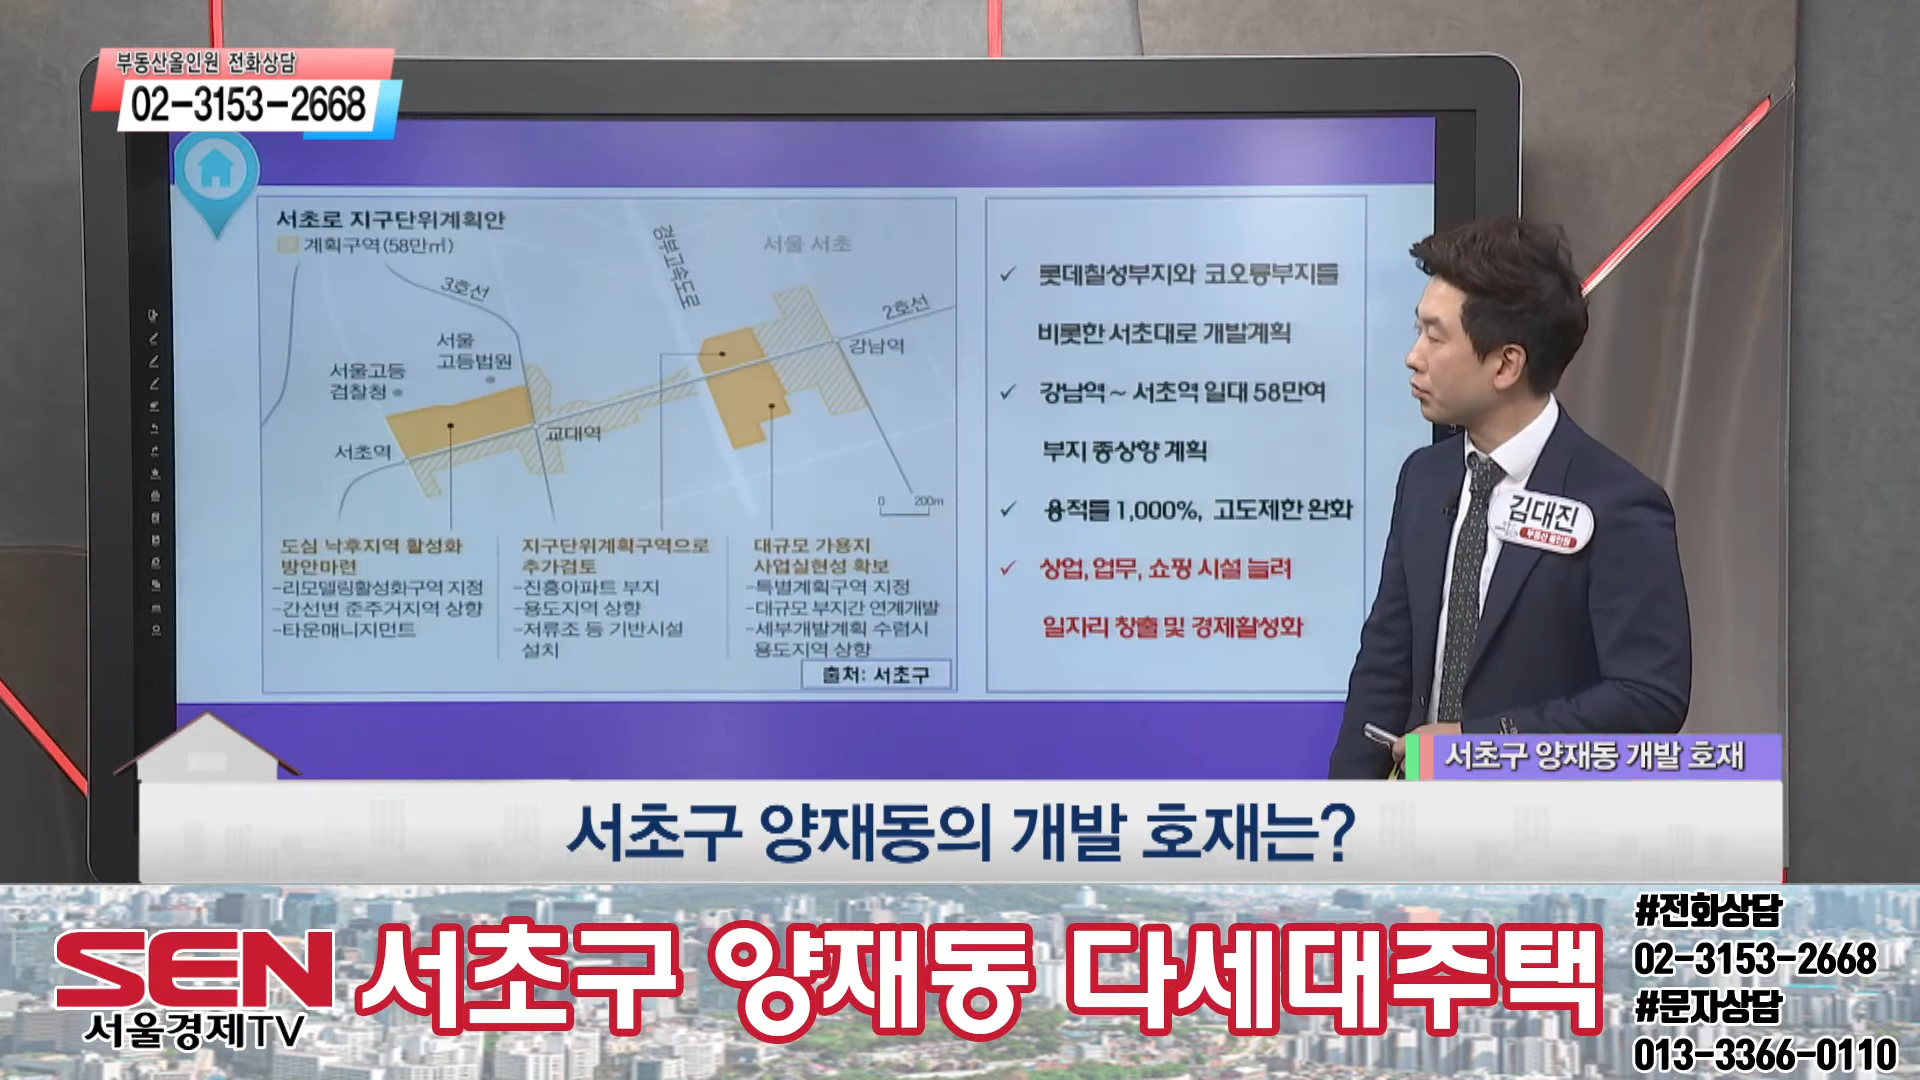 부동산올인원 전화상담
02-3153-2668
서초로 지구단위계획안
계획구역(58만㎡)
경부고속도로
서울 서초
3호선
2호선
서울
고등법원
서울고등
검찰청
강남역
교대역
서초역
0 200m
도심 낙후지역 활성화
방안마련
-리모델링활성화구역 지정
-간선변 준주거지역 상향
-타운매니지먼트
지구단위계획구역으로
추가검토
-진흥아파트 부지
-용도지역 상향
-저류조 등 기반시설
설치
대규모 가용지
사업실현성 확보
-특별계획구역 지정
-대규모 부지간 연계개발
-세부개발계획 수렴시
용도지역 상향
출처: 서초구
✓ 롯데칠성부지와 코오롱부지를
비롯한 서초대로 개발계획
✓ 강남역 ~ 서초역 일대 58만여
부지 종상향 계획
✓ 용적률 1,000%, 고도제한 완화
✓ 상업, 업무, 쇼핑 시설 늘려
일자리 창출 및 경제활성화
김대진
부동산 올인원
서초구 양재동 개발 호재
서초구 양재동의 개발 호재는?
SEN
서울경제TV
서초구 양재동 다세대주택
#전화상담
02-3153-2668
#문자상담
013-3366-0110